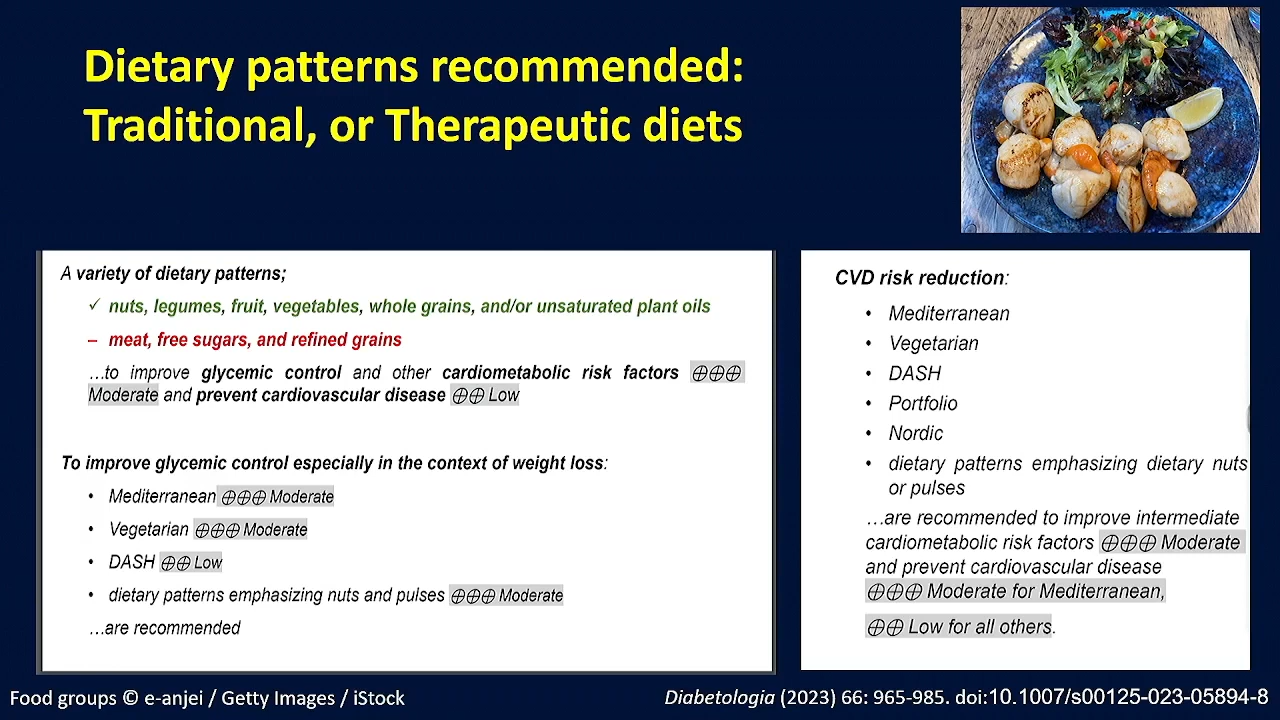 Dietary patterns recommended:
Traditional, or Therapeutic diets
A variety of dietary patterns;
✓ nuts, legumes, fruit, vegetables, whole grains, and/or unsaturated plant oils
– meat, free sugars, and refined grains
…to improve glycemic control and other cardiometabolic risk factors ⊕⊕⊕
Moderate and prevent cardiovascular disease ⊕⊕ Low
To improve glycemic control especially in the context of weight loss:
• Mediterranean ⊕⊕⊕ Moderate
• Vegetarian ⊕⊕⊕ Moderate
• DASH ⊕⊕ Low
• dietary patterns emphasizing nuts and pulses ⊕⊕⊕ Moderate
…are recommended
CVD risk reduction:
• Mediterranean
• Vegetarian
• DASH
• Portfolio
• Nordic
• dietary patterns emphasizing dietary nuts
or pulses
…are recommended to improve intermediate
cardiometabolic risk factors ⊕⊕⊕ Moderate
and prevent cardiovascular disease
⊕⊕⊕ Moderate for Mediterranean,
⊕⊕ Low for all others.
Food groups © e-anjei / Getty Images / iStock
Diabetologia (2023) 66: 965-985. doi:10.1007/s00125-023-05894-8